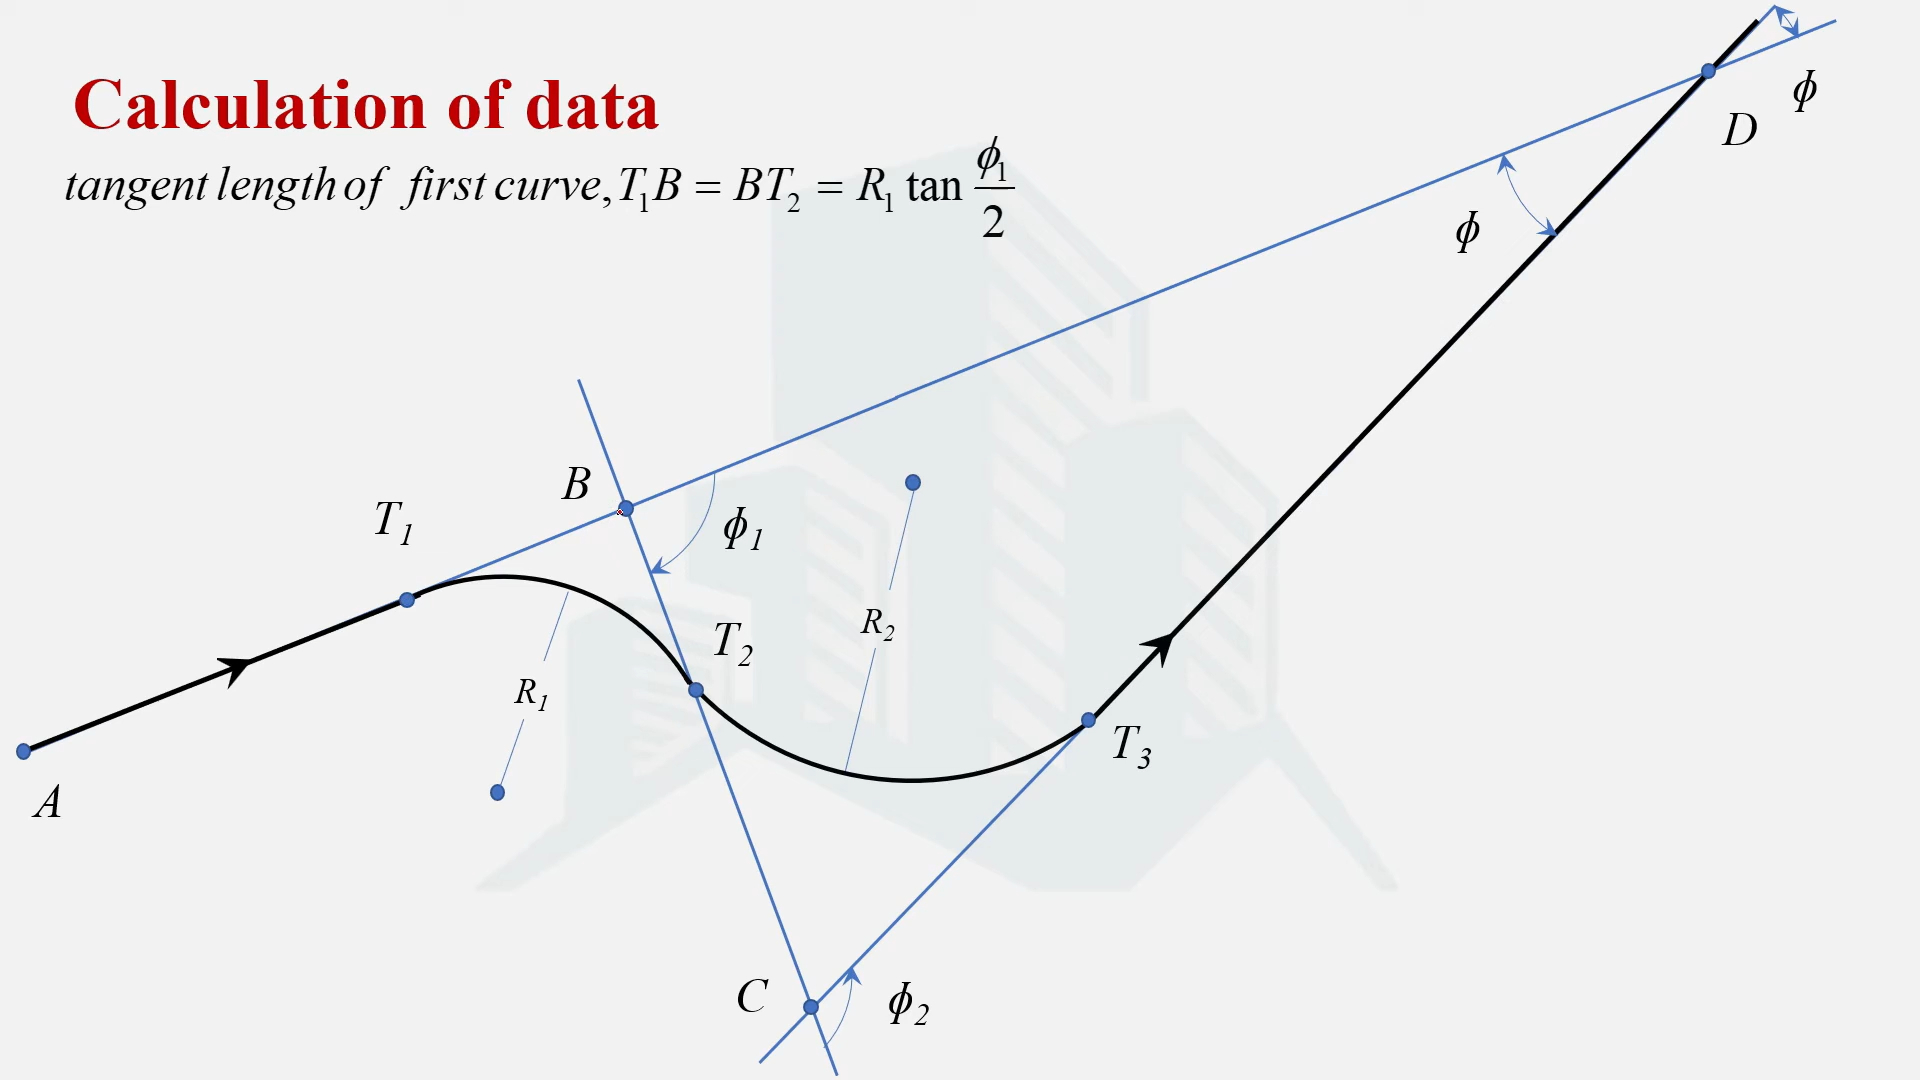 Calculation of data
tangent length of first curve, T₁B = BT₂ = R₁ tan ϕ₁/2
ϕ
D
ϕ
B
T₁
ϕ₁
R₂
T₂
R₁
T₃
A
C
ϕ₂